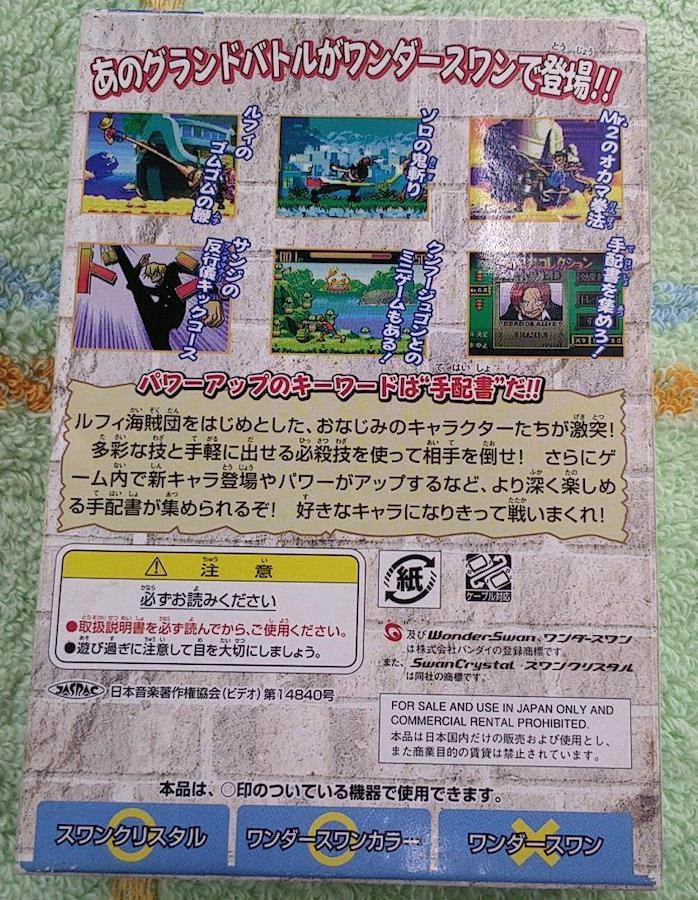 あのグランドバトルがワンダースワンで登場!!
ルフィの
ゴムゴムの鞭
ゾロの鬼斬り
Mr.2のオカマ拳法
サンジの
反行儀キックコース
クンフージュゴンとの
ミニゲームもある!
手配書を集めろ!
コレクション
DEAD OR ALIVE
SHANKS
パワーアップのキーワードは“手配書”だ!!
ルフィ海賊団をはじめとした、おなじみのキャラクターたちが激突!
多彩な技と手軽に出せる必殺技を使って相手を倒せ! さらにゲ
ーム内で新キャラ登場やパワーがアップするなど、より深く楽しめ
る手配書が集められるぞ! 好きなキャラになりきって戦いまくれ!
注意
必ずお読みください
●取扱説明書を必ず読んでから、ご使用ください。
●遊び過ぎに注意して目を大切にしましょう。
紙
ケーブル対応
及びWonderSwan、ワンダースワン
は株式会社バンダイの登録商標です。
また、SwanCrystal・スワンクリスタル
は同社の商標です。
JASRAC 日本音楽著作権協会(ビデオ)第14840号
FOR SALE AND USE IN JAPAN ONLY AND
COMMERCIAL RENTAL PROHIBITED.
本品は日本国内だけの販売および使用とし、
また商業目的の賃貸は禁止されています。
本品は、○印のついている機器で使用できます。
スワンクリスタル
ワンダースワンカラー
ワンダースワン